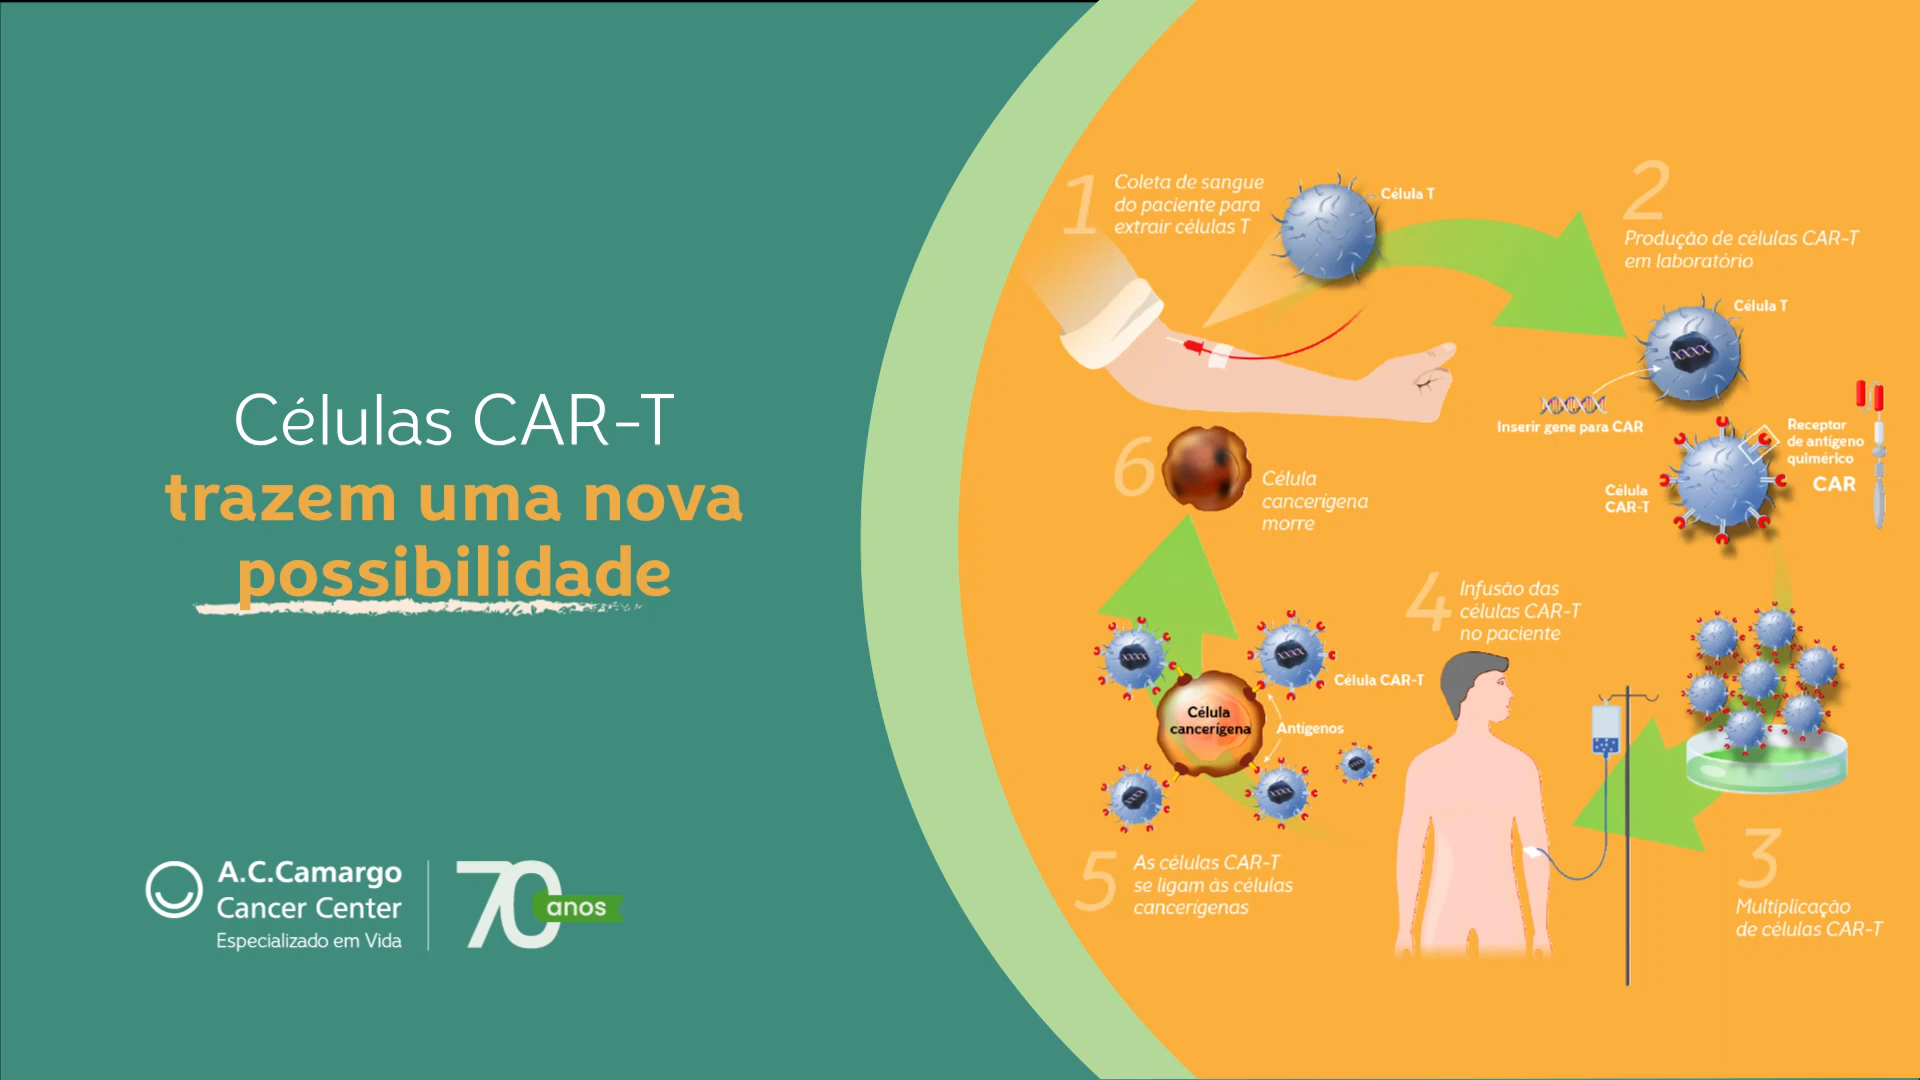 Células CAR-T
trazem uma nova
possibilidade
A.C.Camargo
Cancer Center
Especializado em Vida
70
anos
1
Coleta de sangue
do paciente para
extrair células T
Célula T
2
Produção de células CAR-T
em laboratório
Célula T
Inserir gene para CAR
Receptor
de antígeno
quimérico
CAR
Célula
CAR-T
3
Multiplicação
de células CAR-T
4
Infusão das
células CAR-T
no paciente
5
As células CAR-T
se ligam às células
cancerígenas
Célula CAR-T
Célula
cancerígena
Antígenos
6
Célula
cancerígena
morre